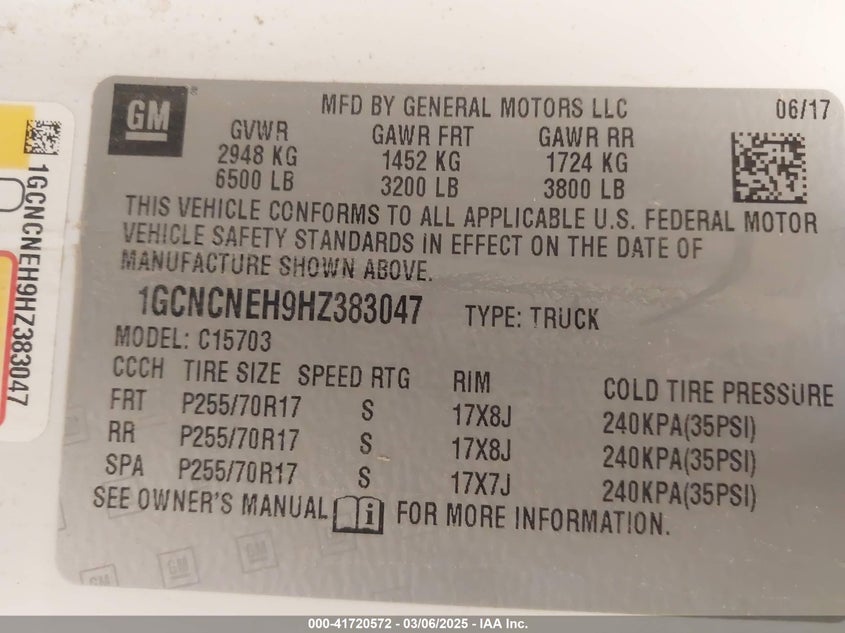 GM
MFD BY GENERAL MOTORS LLC 06/17
GVWR GAWR FRT GAWR RR
2948 KG 1452 KG 1724 KG
6500 LB 3200 LB 3800 LB
THIS VEHICLE CONFORMS TO ALL APPLICABLE U.S. FEDERAL MOTOR
VEHICLE SAFETY STANDARDS IN EFFECT ON THE DATE OF
MANUFACTURE SHOWN ABOVE.
1GCNCNEH9HZ383047 TYPE: TRUCK
MODEL: C15703
CCCH TIRE SIZE SPEED RTG RIM COLD TIRE PRESSURE
FRT P255/70R17 S 17X8J 240KPA(35PSI)
RR P255/70R17 S 17X8J 240KPA(35PSI)
SPA P255/70R17 S 17X7J 240KPA(35PSI)
SEE OWNER'S MANUAL i FOR MORE INFORMATION.
GM GM GM
1GCNCNEH9HZ383047
000-41720572 - 03/06/2025 - IAA Inc.